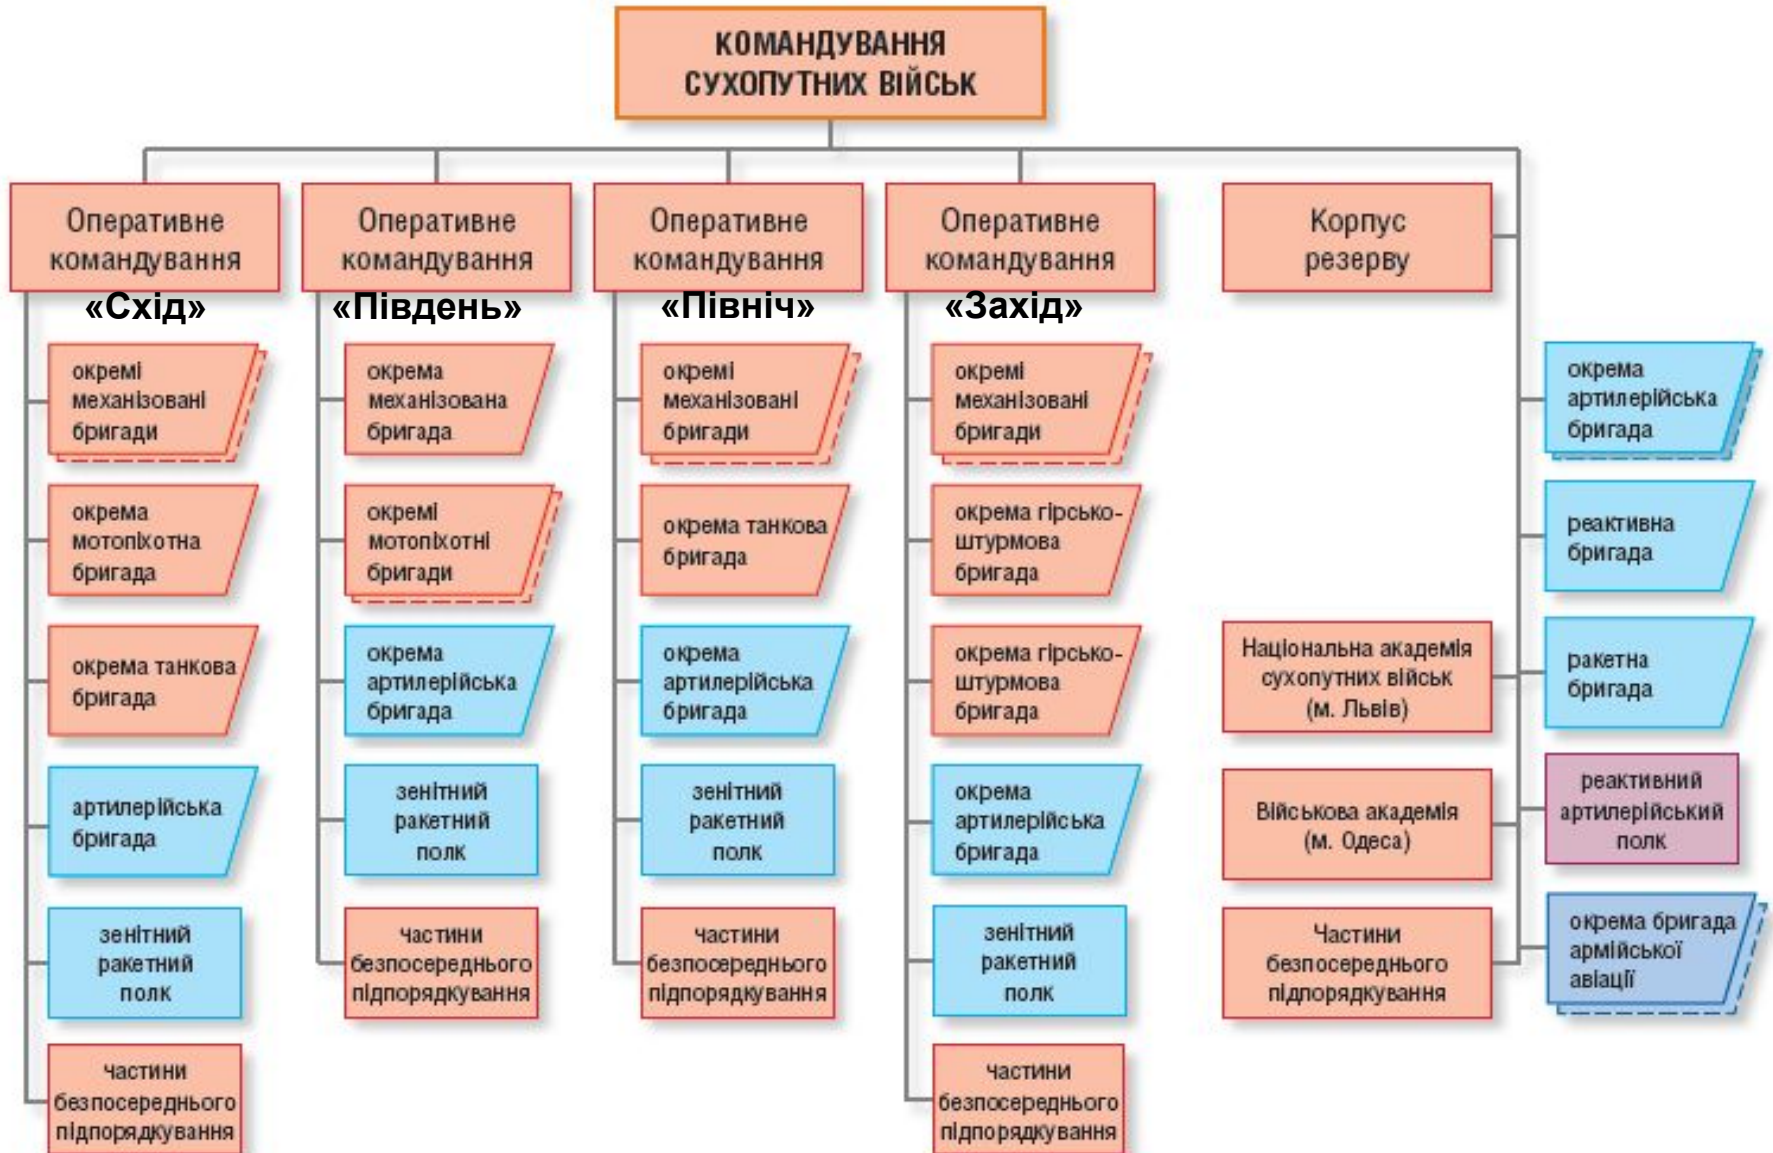 КОМАНДУВАННЯ
СУХОПУТНИХ ВІЙСЬК
Оперативне
командування
«Схід»
окремі
механізовані
бригади
окрема
мотопіхотна
бригада
окрема танкова
бригада
артилерійська
бригада
зенітний
ракетний
полк
частини
безпосереднього
підпорядкування
Оперативне
командування
«Південь»
окрема
механізована
бригада
окремі
мотопіхотні
бригади
окрема
артилерійська
бригада
зенітний
ракетний
полк
частини
безпосереднього
підпорядкування
Оперативне
командування
«Північ»
окремі
механізовані
бригади
окрема танкова
бригада
окрема
артилерійська
бригада
зенітний
ракетний
полк
частини
безпосереднього
підпорядкування
Оперативне
командування
«Захід»
окремі
механізовані
бригади
окрема гірсько-
штурмова
бригада
окрема гірсько-
штурмова
бригада
окрема
артилерійська
бригада
зенітний
ракетний
полк
частини
безпосереднього
підпорядкування
Корпус
резерву
Національна академія
сухопутних військ
(м. Львів)
Військова академія
(м. Одеса)
Частини
безпосереднього
підпорядкування
окрема
артилерійська
бригада
реактивна
бригада
ракетна
бригада
реактивний
артилерійський
полк
окрема бригада
армійської
авіації